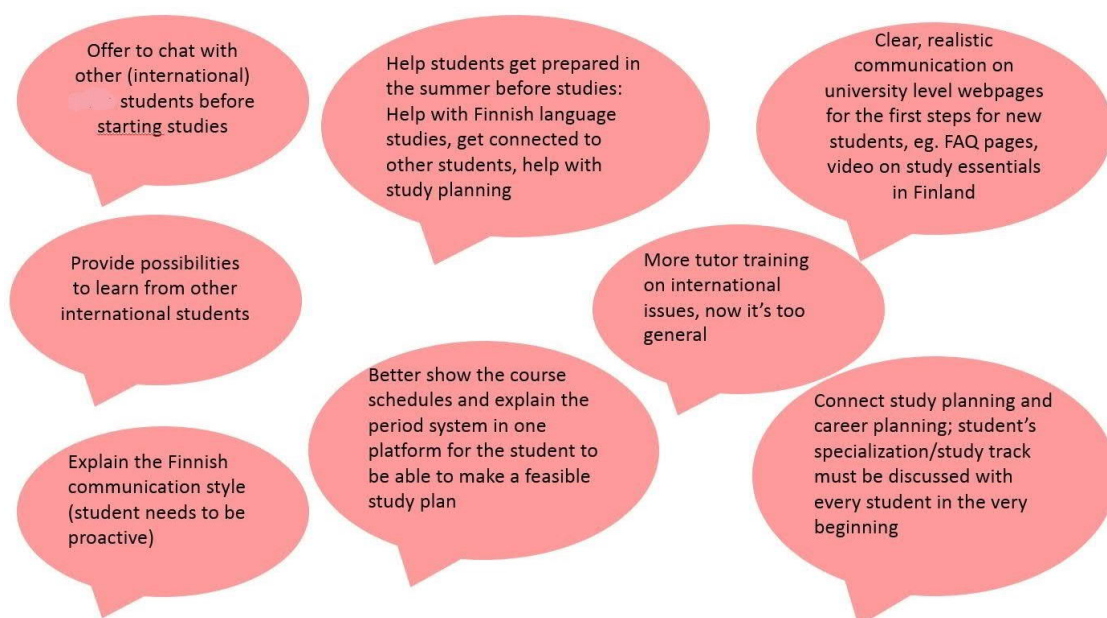 Offer to chat with
other (international)
students before
starting studies
Help students get prepared in
the summer before studies:
Help with Finnish language
studies, get connected to
other students, help with
study planning
Clear, realistic
communication on
university level webpages
for the first steps for new
students, eg. FAQ pages,
video on study essentials
in Finland
Provide possibilities
to learn from other
international students
More tutor training
on international
issues, now it’s too
general
Explain the Finnish
communication style
(student needs to be
proactive)
Better show the course
schedules and explain the
period system in one
platform for the student to
be able to make a feasible
study plan
Connect study planning and
career planning; student’s
specialization/study track
must be discussed with
every student in the very
beginning